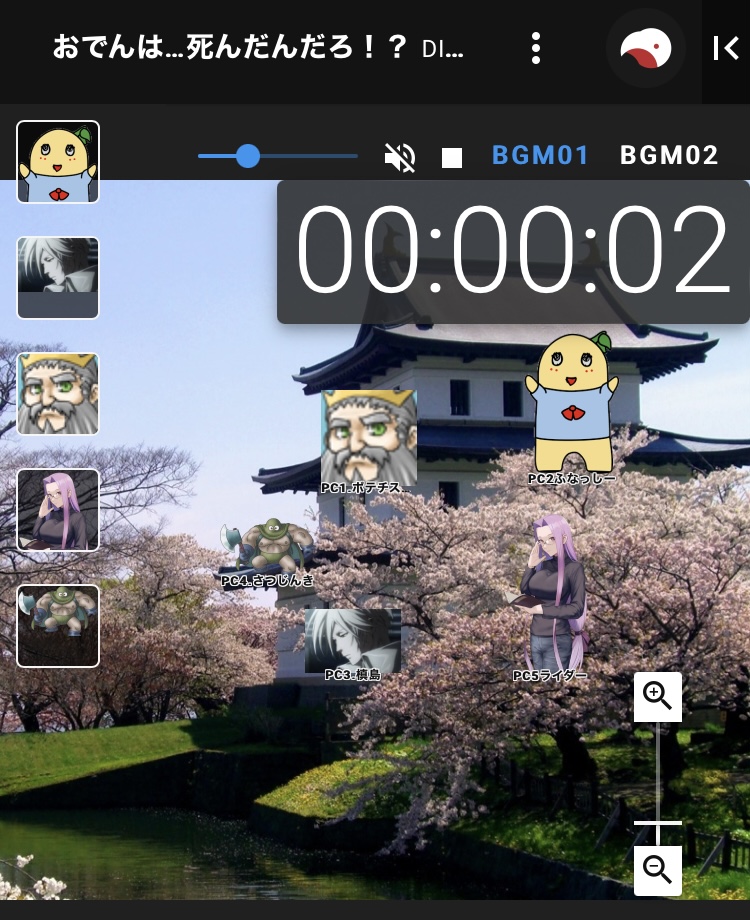 おでんは…死んだんだろ！？ DI…
BGM01 BGM02
00:00:02
PC1.ポテチス…
PC2ふなっしー
PC4.さつじんき
PC3.槙島
PC5ライダー